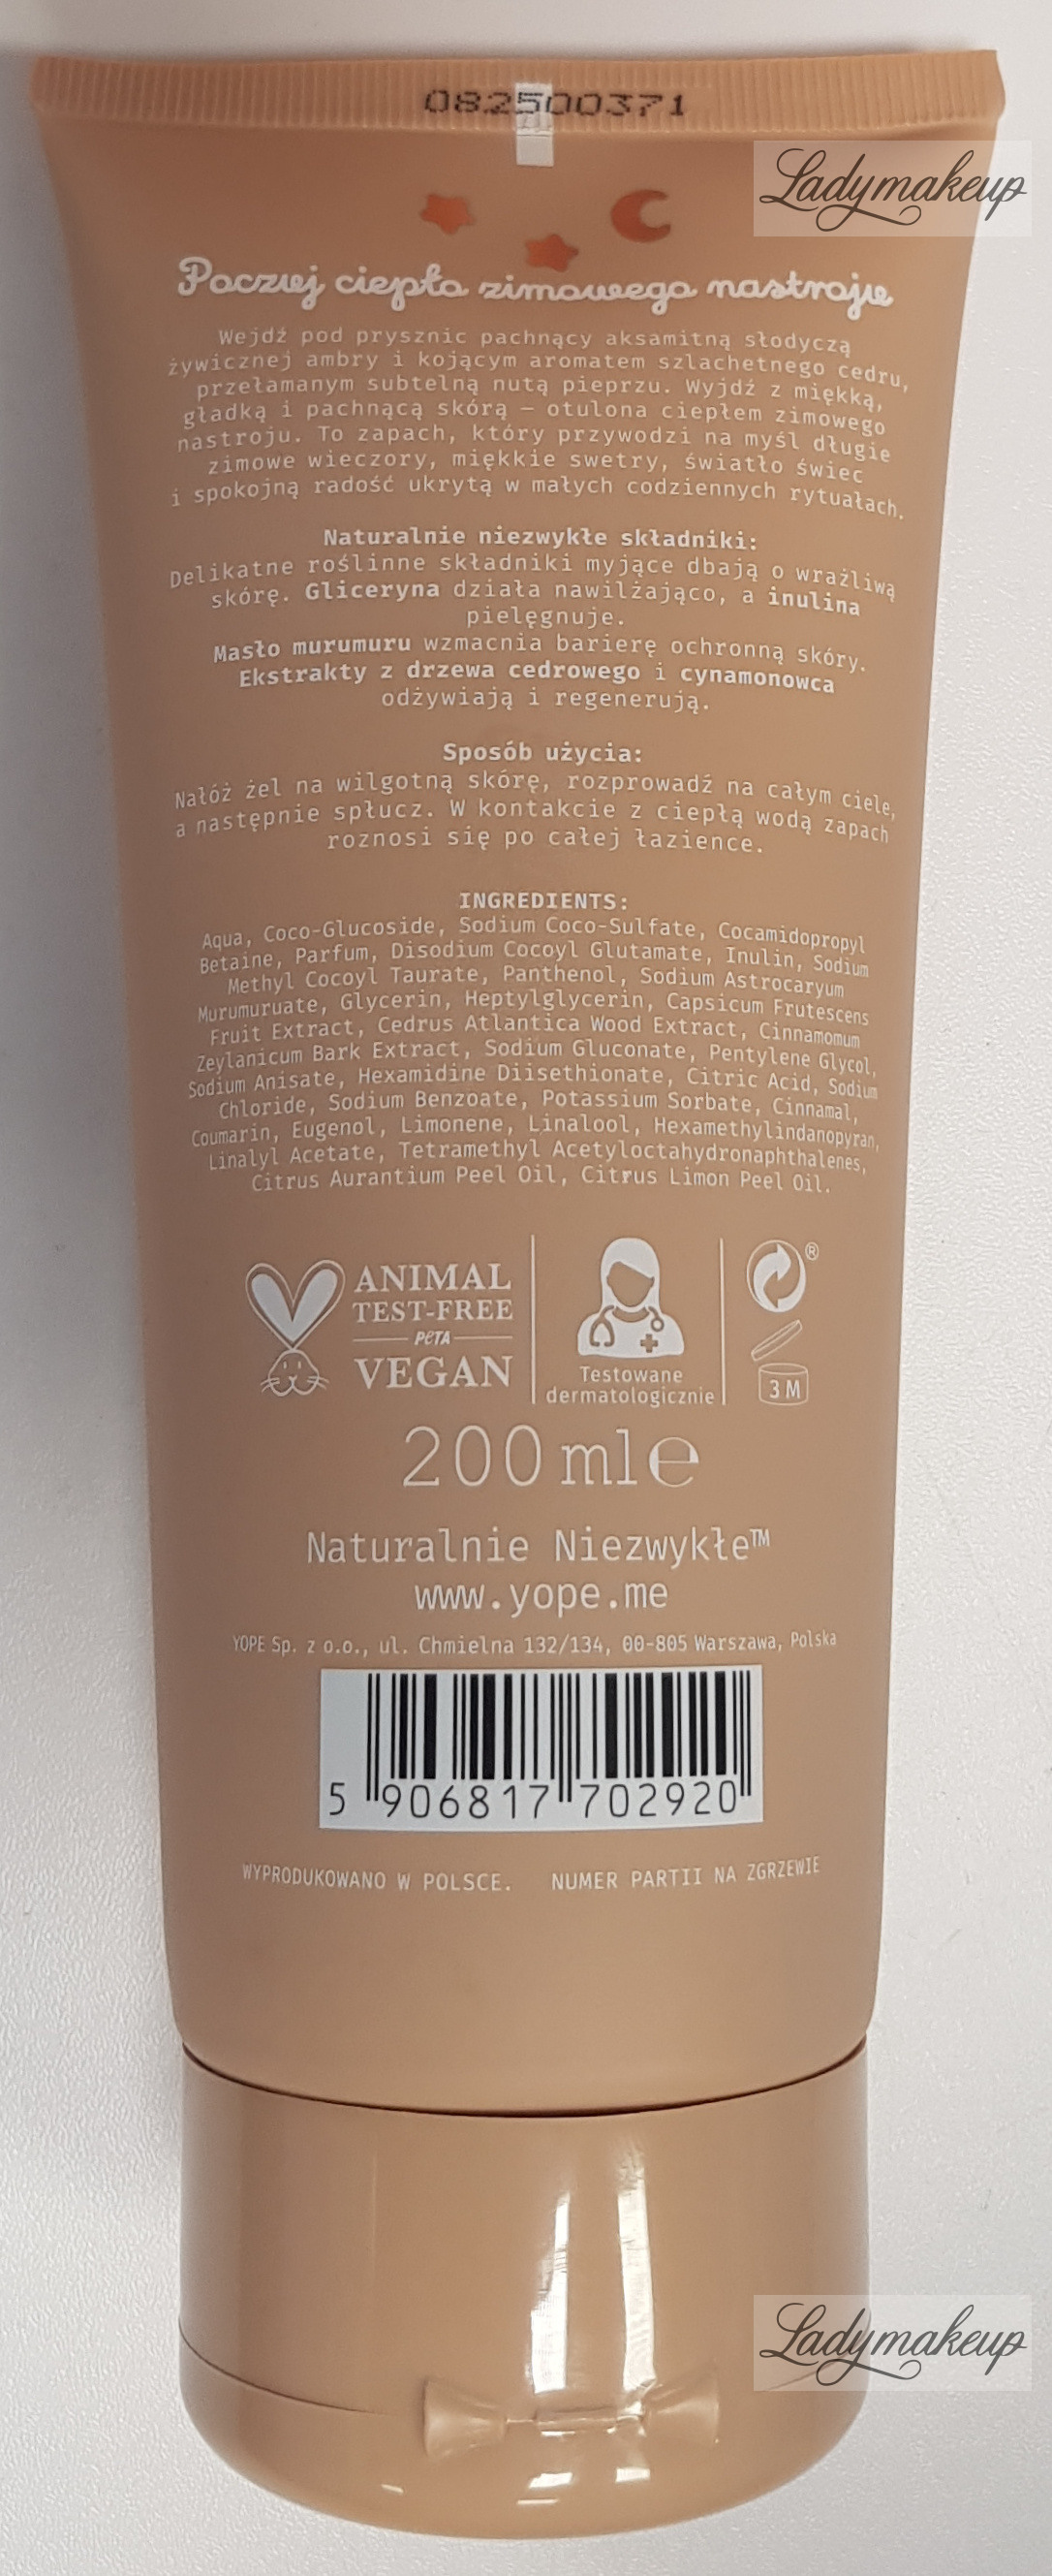 082500371
Ladymakeup
Poczuj ciepło zimowego nastroju
Wejdź pod prysznic pachnący aksamitną słodyczą
żywicznej ambry i kojącym aromatem szlachetnego cedru,
przełamanym subtelną nutą pieprzu. Wyjdź z miękką,
gładką i pachnącą skórą – otulona ciepłem zimowego
nastroju. To zapach, który przywodzi na myśl długie
zimowe wieczory, miękkie swetry, światło świec
i spokojną radość ukrytą w małych codziennych rytuałach.
Naturalnie niezwykłe składniki:
Delikatne roślinne składniki myjące dbają o wrażliwą
skórę. Gliceryna działa nawilżająco, a inulina
pielęgnuje.
Masło murumuru wzmacnia barierę ochronną skóry.
Ekstrakty z drzewa cedrowego i cynamonowca
odżywiają i regenerują.
Sposób użycia:
Nałóż żel na wilgotną skórę, rozprowadź na całym ciele,
a następnie spłucz. W kontakcie z ciepłą wodą zapach
roznosi się po całej łazience.
INGREDIENTS:
Aqua, Coco-Glucoside, Sodium Coco-Sulfate, Cocamidopropyl
Betaine, Parfum, Disodium Cocoyl Glutamate, Inulin, Sodium
Methyl Cocoyl Taurate, Panthenol, Sodium Astrocaryum
Murumuruate, Glycerin, Heptylglycerin, Capsicum Frutescens
Fruit Extract, Cedrus Atlantica Wood Extract, Cinnamomum
Zeylanicum Bark Extract, Sodium Gluconate, Pentylene Glycol,
Sodium Anisate, Hexamidine Diisethionate, Citric Acid, Sodium
Chloride, Sodium Benzoate, Potassium Sorbate, Cinnamal,
Coumarin, Eugenol, Limonene, Linalool, Hexamethylindanopyran,
Linalyl Acetate, Tetramethyl Acetyloctahydronaphthalenes,
Citrus Aurantium Peel Oil, Citrus Limon Peel Oil.
ANIMAL
TEST-FREE
PETA
VEGAN
Testowane
dermatologicznie
®
3 M
200 ml ℮
Naturalnie Niezwykłe™
www.yope.me
YOPE Sp. z o.o., ul. Chmielna 132/134, 00-805 Warszawa, Polska
5 906817 702920
WYPRODUKOWANO W POLSCE. NUMER PARTII NA ZGRZEWIE
Ladymakeup